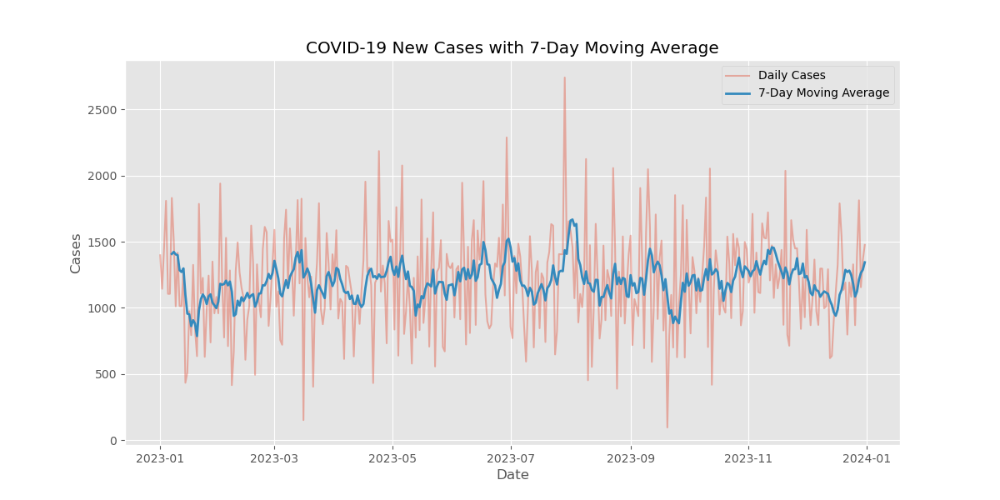 COVID-19 New Cases with 7-Day Moving Average
Daily Cases
7-Day Moving Average
Cases
2500
2000
1500
1000
500
0
2023-01 2023-03 2023-05 2023-07 2023-09 2023-11 2024-01
Date